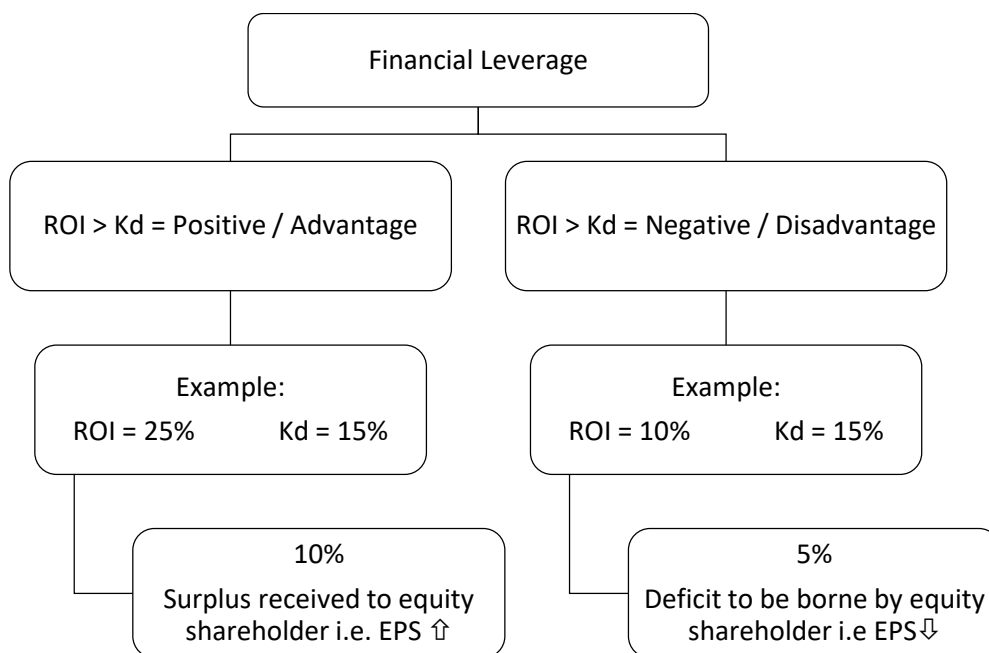 Financial Leverage
ROI > Kd = Positive / Advantage
ROI > Kd = Negative / Disadvantage
Example:
ROI = 25% Kd = 15%
Example:
ROI = 10% Kd = 15%
10%
Surplus received to equity
shareholder i.e. EPS ⇧
5%
Deficit to be borne by equity
shareholder i.e EPS⇩